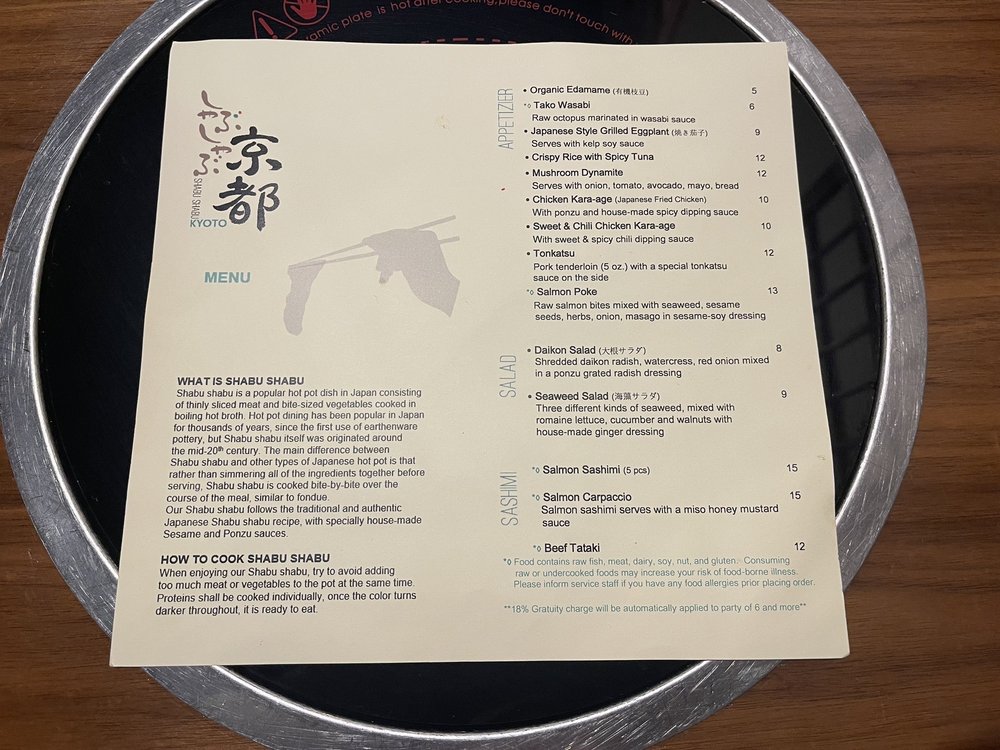 amic plate is hot after cooking, please don't touch with
しゃぶしゃぶ
京都
SHABU SHABU
KYOTO
MENU
WHAT IS SHABU SHABU
Shabu shabu is a popular hot pot dish in Japan consisting
of thinly sliced meat and bite-sized vegetables cooked in
boiling hot broth. Hot pot dining has been popular in Japan
for thousands of years, since the first use of earthenware
pottery, but Shabu shabu itself was originated around
the mid-20th century. The main difference between
Shabu shabu and other types of Japanese hot pot is that
rather than simmering all of the ingredients together before
serving, Shabu shabu is cooked bite-by-bite over the
course of the meal, similar to fondue.
Our Shabu shabu follows the traditional and authentic
Japanese Shabu shabu recipe, with specially house-made
Sesame and Ponzu sauces.
HOW TO COOK SHABU SHABU
When enjoying our Shabu shabu, try to avoid adding
too much meat or vegetables to the pot at the same time.
Proteins shall be cooked individually, once the color turns
darker throughout, it is ready to eat.
APPETIZIER
• Organic Edamame (有機枝豆) 5
*◊ Tako Wasabi 6
Raw octopus marinated in wasabi sauce
• Japanese Style Grilled Eggplant (焼き茄子) 9
Serves with kelp soy sauce
• Crispy Rice with Spicy Tuna 12
• Mushroom Dynamite 12
Serves with onion, tomato, avocado, mayo, bread
• Chicken Kara-age (Japanese Fried Chicken) 10
With ponzu and house-made spicy dipping sauce
• Sweet & Chili Chicken Kara-age 10
With sweet & spicy chili dipping sauce
• Tonkatsu 12
Pork tenderloin (5 oz.) with a special tonkatsu
sauce on the side
*◊ Salmon Poke 13
Raw salmon bites mixed with seaweed, sesame
seeds, herbs, onion, masago in sesame-soy dressing
SALAD
• Daikon Salad (大根サラダ) 8
Shredded daikon radish, watercress, red onion mixed
in a ponzu grated radish dressing
• Seaweed Salad (海藻サラダ) 9
Three different kinds of seaweed, mixed with
romaine lettuce, cucumber and walnuts with
house-made ginger dressing
SASHIMI
*◊ Salmon Sashimi (5 pcs) 15
*◊ Salmon Carpaccio 15
Salmon sashimi serves with a miso honey mustard
sauce
*◊ Beef Tataki 12
*◊ Food contains raw fish, meat, dairy, soy, nut, and gluten. Consuming
raw or undercooked foods may increase your risk of food-borne illness.
Please inform service staff if you have any food allergies prior placing order.
**18% Gratuity charge will be automatically applied to party of 6 and more**